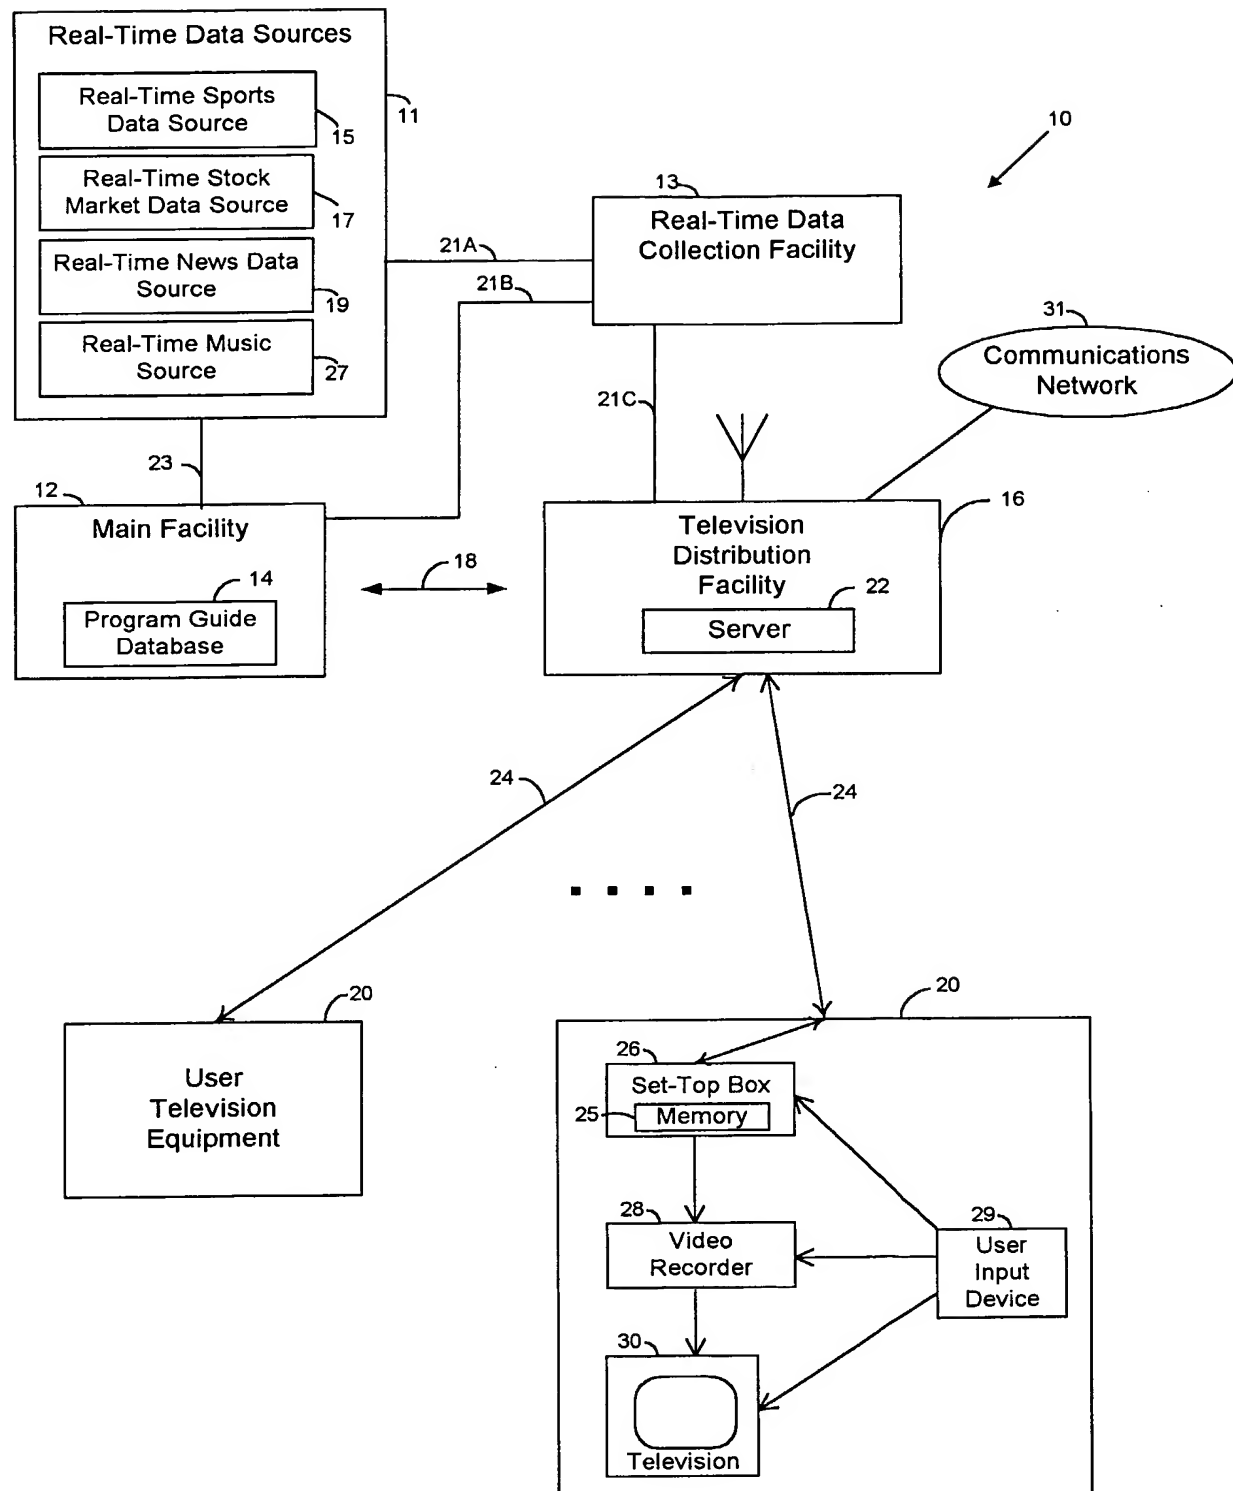 Real-Time Data Sources
Real-Time Sports
Data Source
15
11
Real-Time Stock
Market Data Source
17
Real-Time News Data
Source
19
Real-Time Music
Source
27
10
13
Real-Time Data
Collection Facility
21A
21B
21C
31
Communications
Network
23
12
Main Facility
14
Program Guide
Database
18
16
Television
Distribution
Facility
22
Server
24
24
20
User
Television
Equipment
20
26
Set-Top Box
25
Memory
28
Video
Recorder
29
User
Input
Device
30
Television